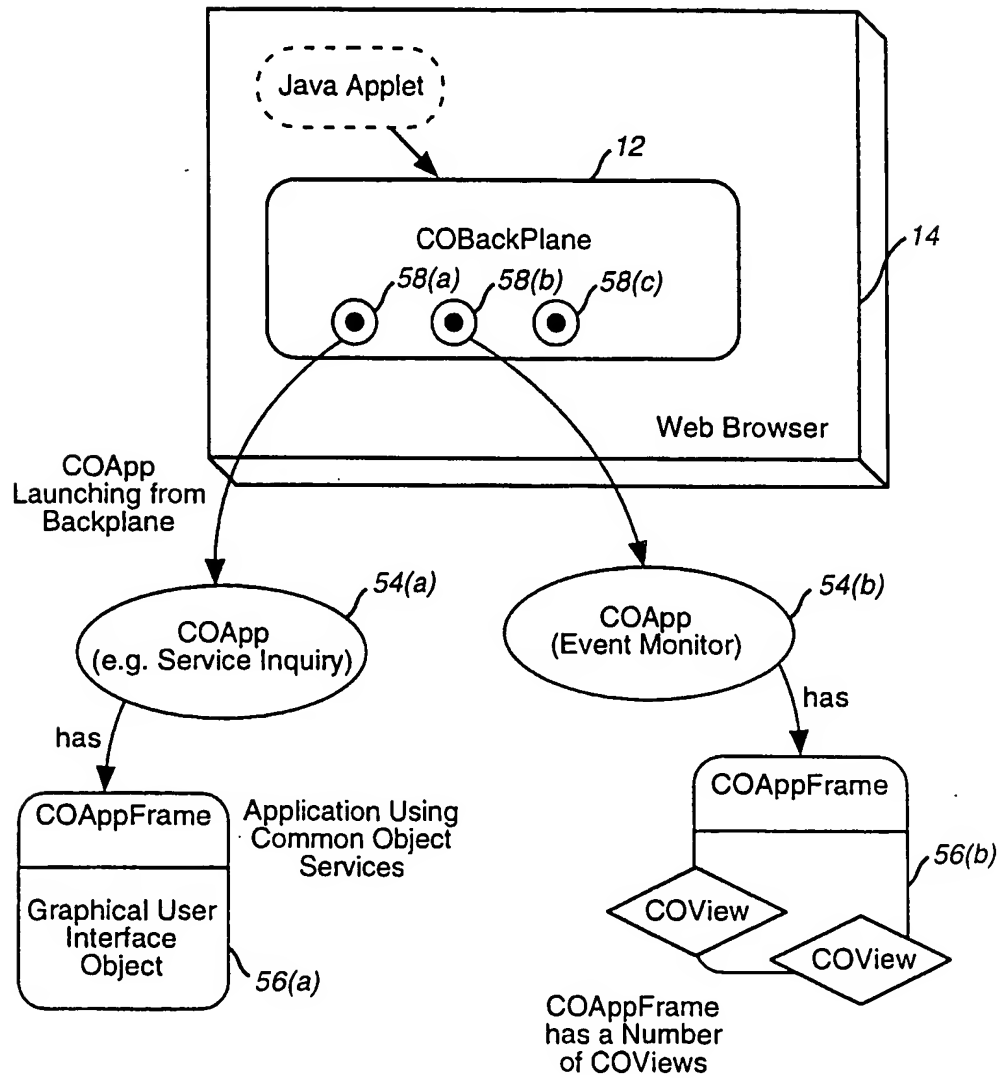 Java Applet
12
COBackPlane
14
58(a)
58(b)
58(c)
Web Browser
COApp
Launching from
Backplane
54(a)
COApp
(e.g. Service Inquiry)
54(b)
COApp
(Event Monitor)
has
has
COAppFrame
Graphical User
Interface
Object
56(a)
Application Using
Common Object
Services
COAppFrame
56(b)
COView
COView
COAppFrame
has a Number
of COViews